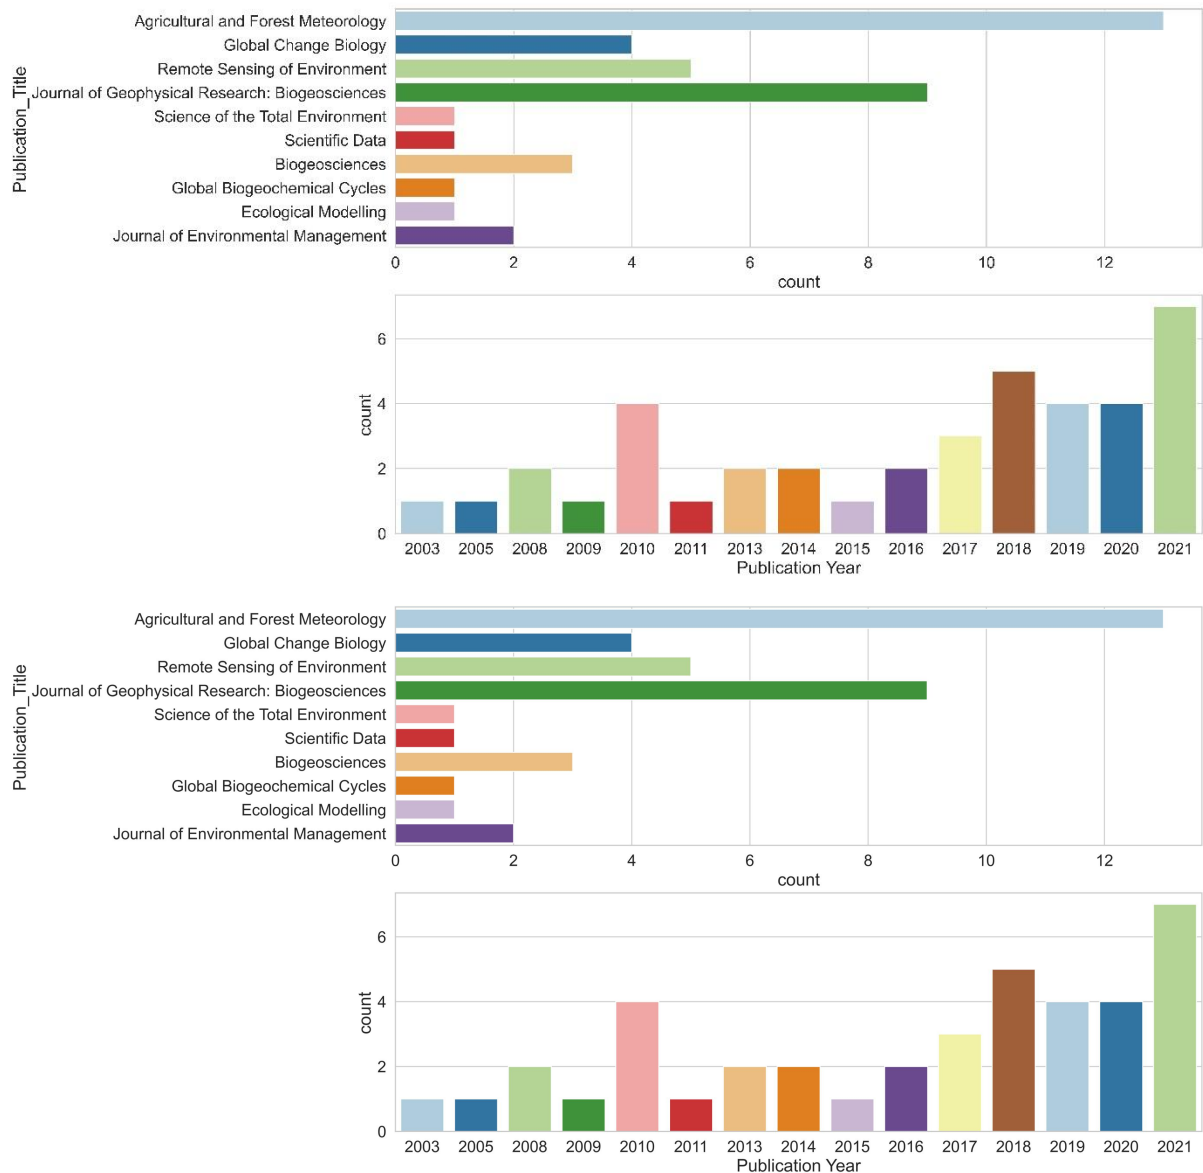 Publication_Title
Agricultural and Forest Meteorology
Global Change Biology
Remote Sensing of Environment
Journal of Geophysical Research: Biogeosciences
Science of the Total Environment
Scientific Data
Biogeosciences
Global Biogeochemical Cycles
Ecological Modelling
Journal of Environmental Management
0 2 4 6 8 10 12
count
count
6
4
2
0
2003 2005 2008 2009 2010 2011 2013 2014 2015 2016 2017 2018 2019 2020 2021
Publication Year
Publication_Title
Agricultural and Forest Meteorology
Global Change Biology
Remote Sensing of Environment
Journal of Geophysical Research: Biogeosciences
Science of the Total Environment
Scientific Data
Biogeosciences
Global Biogeochemical Cycles
Ecological Modelling
Journal of Environmental Management
0 2 4 6 8 10 12
count
count
6
4
2
0
2003 2005 2008 2009 2010 2011 2013 2014 2015 2016 2017 2018 2019 2020 2021
Publication Year